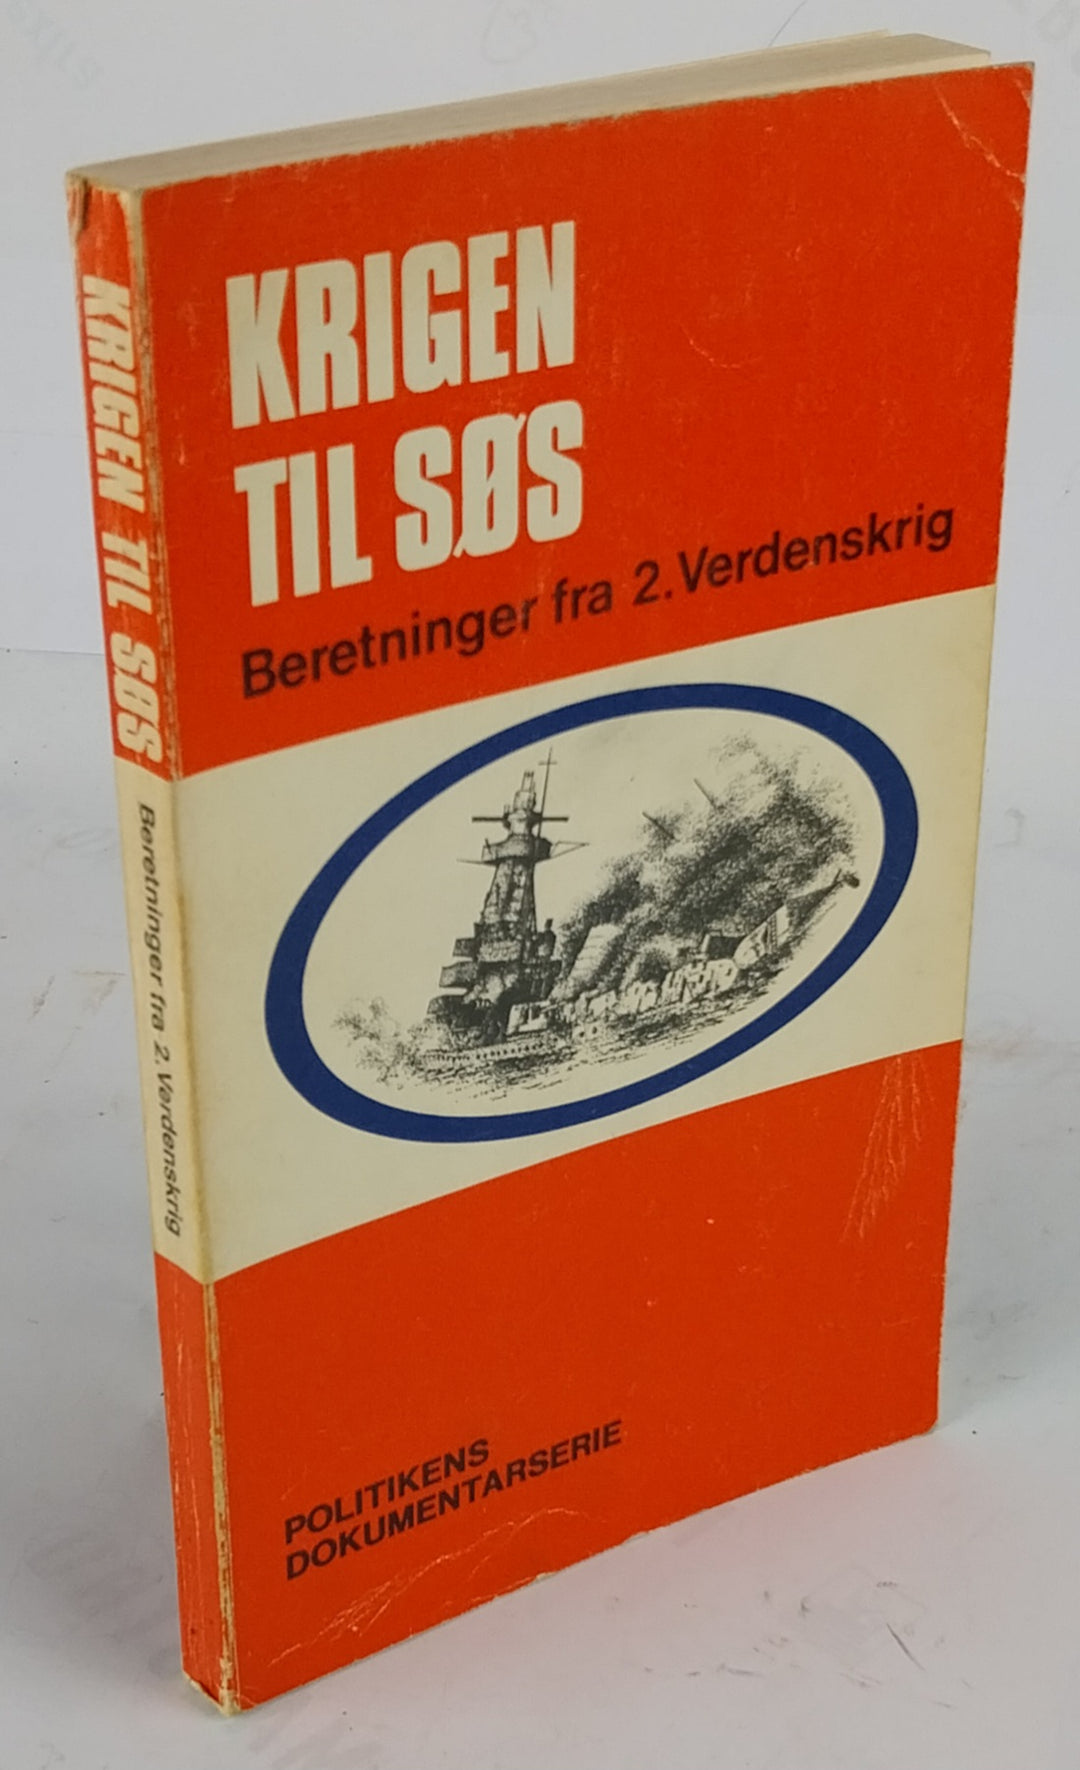 KRIGEN
TIL SØS
Beretninger fra 2. Verdenskrig
POLITIKENS
DOKUMENTARSERIE
KRIGEN TIL SØS
Beretninger fra 2. Verdenskrig